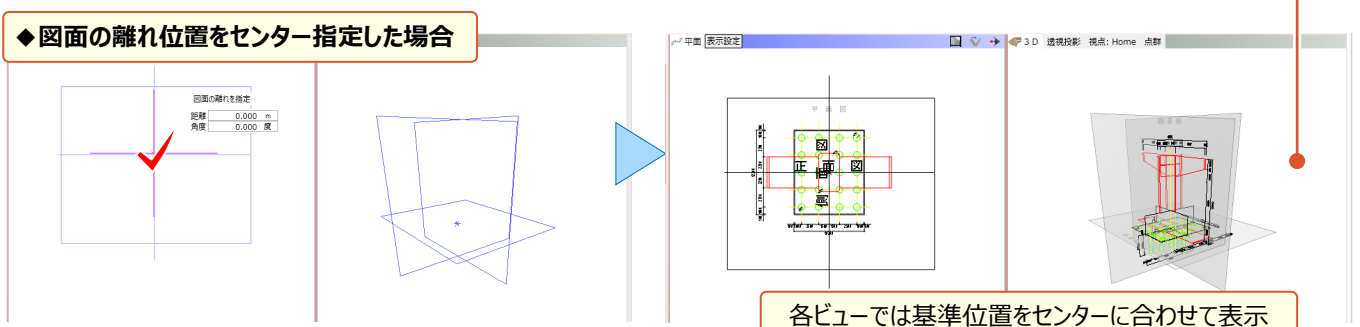 ◆図面の離れ位置をセンター指定した場合
図面の離れを指定
距離 0.000 m
角度 0.000 度
平面 表示設定
3D 透視投影 視点: Home 点群
平面図
正面図
各ビューでは基準位置をセンターに合わせて表示